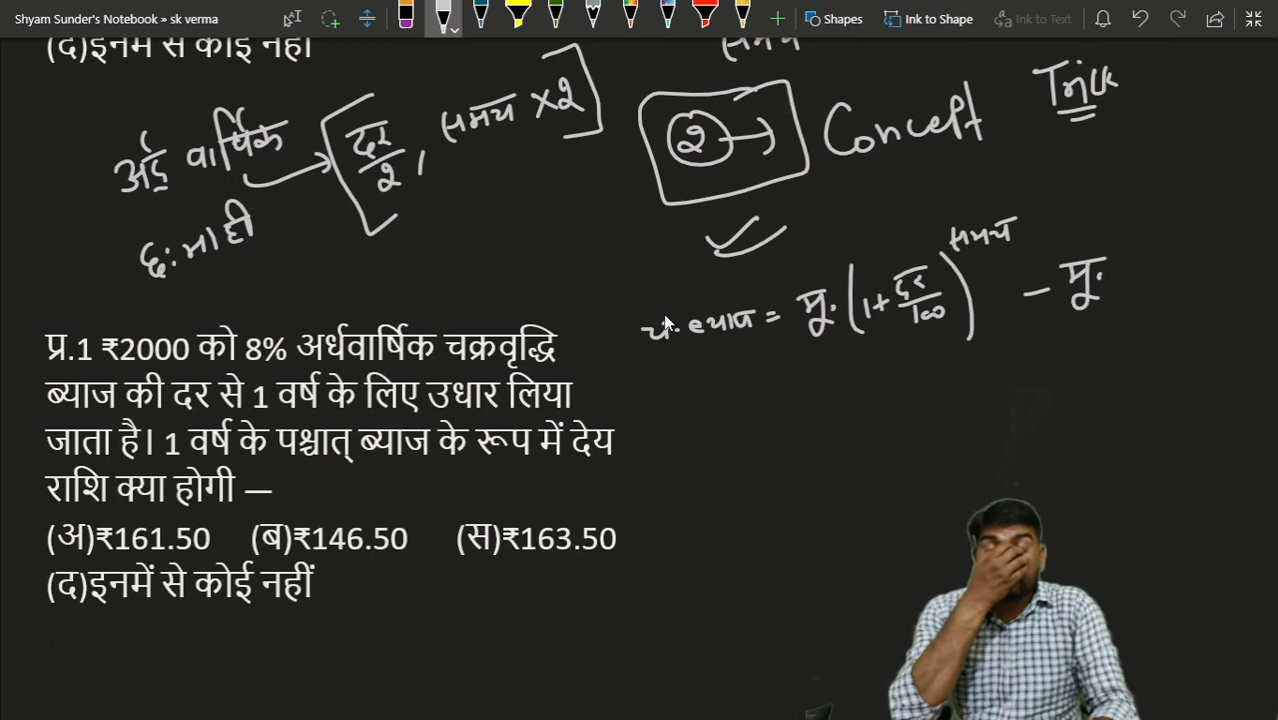 Shyam Sunder's Notebook » sk verma
Shapes
Ink to Shape
Ink to Text
(द)इनमें से कोई नहीं
समय
अर्द्ध वार्षिक
छ: माही
दर/2, समय ×2
2 → Concept
Trick
च. ब्याज = मू. (1+ दर/100)^समय – मू.
प्र.1 ₹2000 को 8% अर्धवार्षिक चक्रवृद्धि
ब्याज की दर से 1 वर्ष के लिए उधार लिया
जाता है। 1 वर्ष के पश्चात् ब्याज के रूप में देय
राशि क्या होगी —
(अ)₹161.50 (ब)₹146.50 (स)₹163.50
(द)इनमें से कोई नहीं